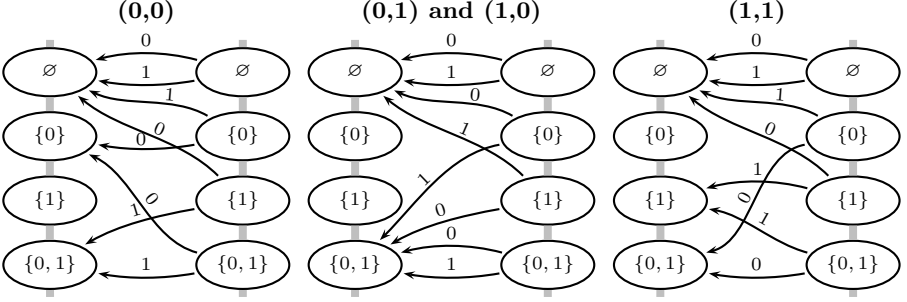 (0,0) (0,1) and (1,0) (1,1)
0 0 0
∅ 1 ∅ ∅ 1 ∅ ∅ 1 ∅
1 0 1
{0} 0 0 {0} {0} 1 {0} {0} 0 {0}
1
{1} 0 {1} {1} 0 {1} {1} 1 0 {1}
1 1
0
{0, 1} 1 {0, 1} {0, 1} 1 {0, 1} {0, 1} 0 {0, 1}